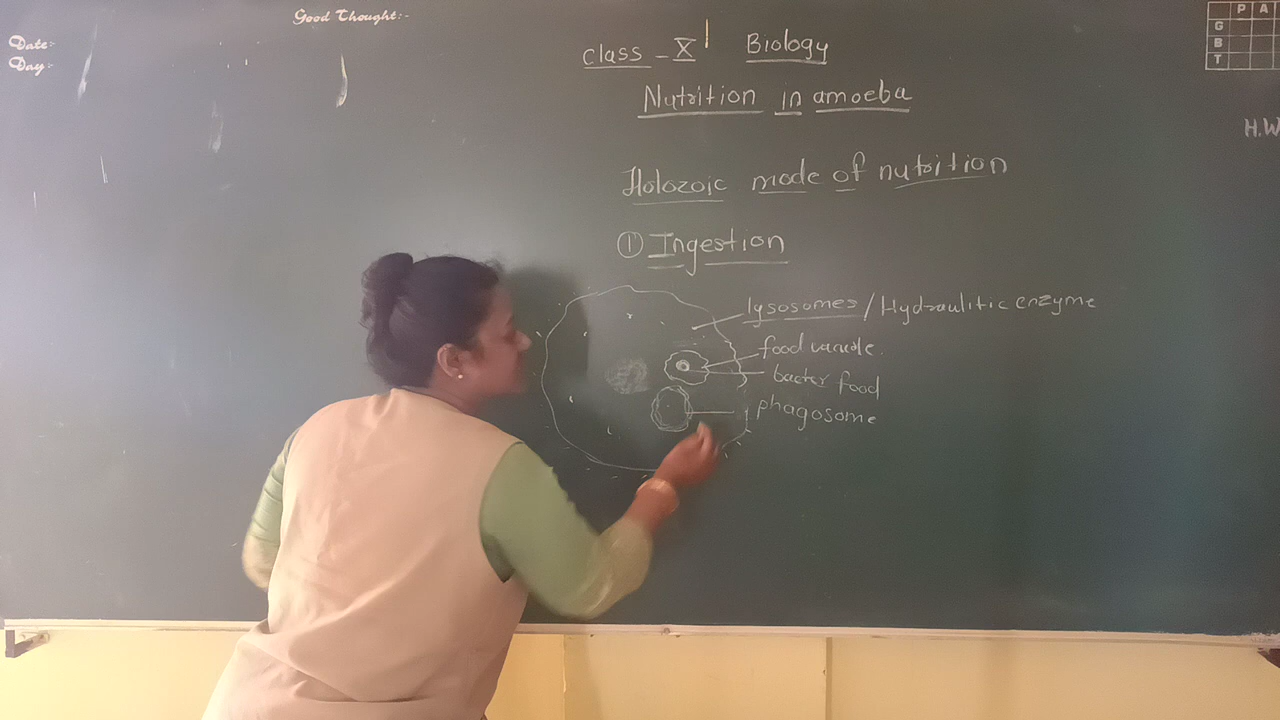 Good Thought:-
Date:-
Day:-
P A
G
B
T
H.W
Class - X Biology
Nutrition in amoeba
Holozoic mode of nutrition
① Ingestion
lysosomes / Hydraulitic enzyme
food vacuole.
bacter food
phagosome